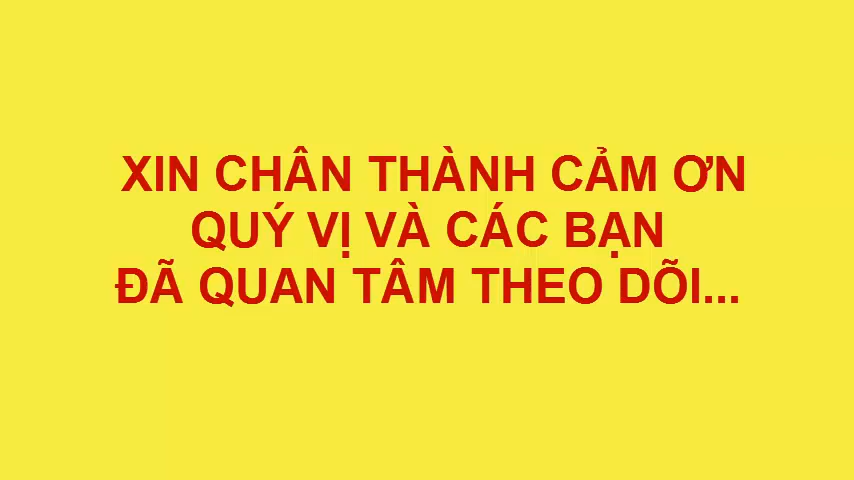 XIN CHÂN THÀNH CẢM ƠN
QUÝ VỊ VÀ CÁC BẠN
ĐÃ QUAN TÂM THEO DÕI...